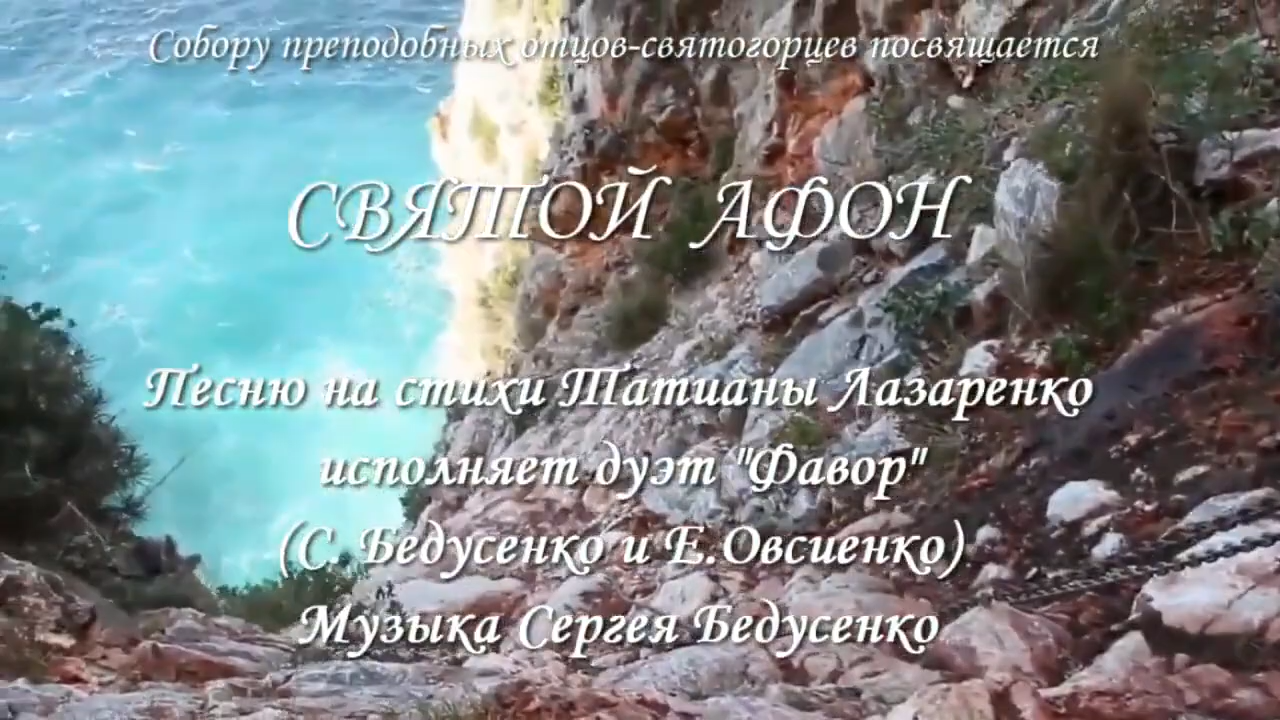 Собору преподобных отцов-святогорцев посвящается
СВЯТОЙ АФОН
Песню на стихи Татианы Лазаренко
исполняет дуэт "Фавор"
(С. Бедусенко и Е.Овсиенко)
Музыка Сергея Бедусенко